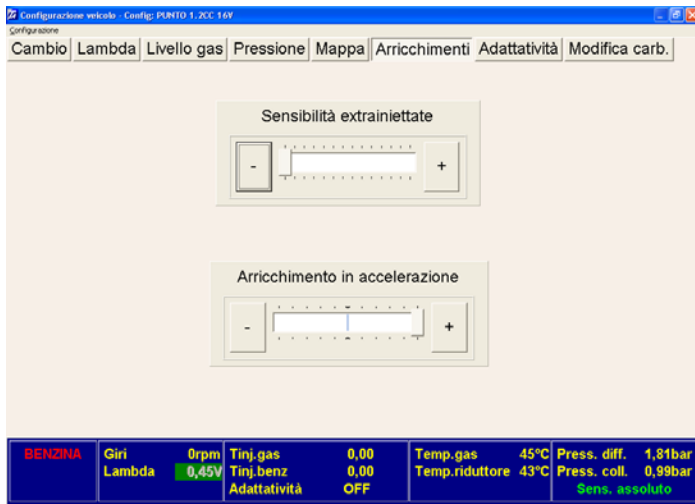 Configurazione veicolo - Config: PUNTO 1.2CC 16V
Configurazione
Cambio Lambda Livello gas Pressione Mappa Arricchimenti Adattatività Modifica carb.
Sensibilità extrainiettate
- +
Arricchimento in accelerazione
- +
BENZINA Giri 0rpm Tinj.gas 0,00 Temp.gas 45ºC Press. diff. 1,81bar
Lambda 0,45V Tinj.benz 0,00 Temp.riduttore 43ºC Press. coll. 0,99bar
Adattatività OFF Sens. assoluto